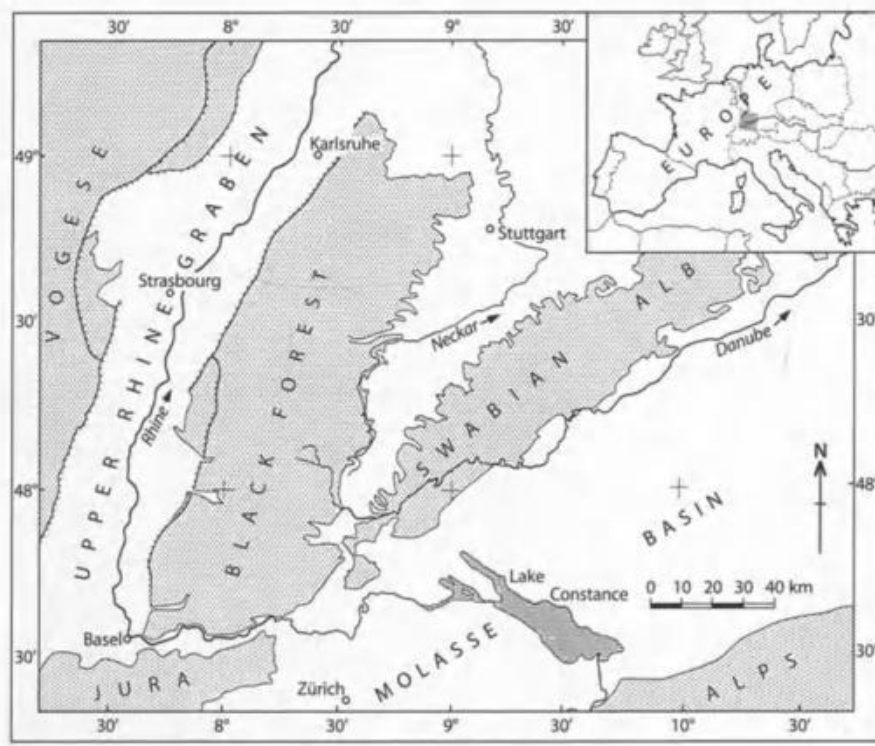 30' 8° 30' 9°
EUROPE
VOGESE
49°
Karlsruhe
UPPER RHINE GRABEN
Stuttgart
Strasbourg
BLACK FOREST
SWABIAN ALB
30' 30'
Neckar
Danube
Rhine
N
48° 48°
BASIN
Lake
Constance
0 10 20 30 40 km
Basel
MOLASSE
30' 30'
JURA
Zürich
ALPS
30' 8° 30' 9° 30' 10° 30'